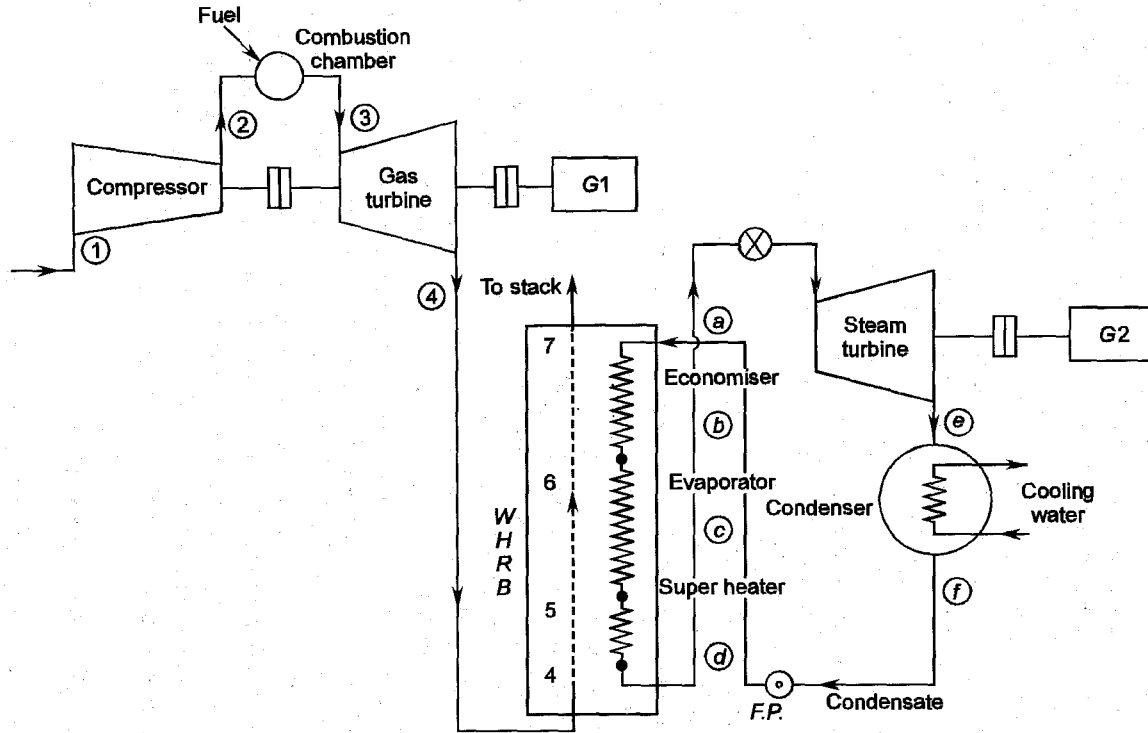 Fuel
Combustion
chamber
2
3
Compressor
Gas
turbine
G1
1
4
To stack
a
7
Economiser
Steam
turbine
G2
b
e
6
Evaporator
Condenser
Cooling
water
W
H
R
B
c
Super heater
f
5
d
4
F.P.
Condensate